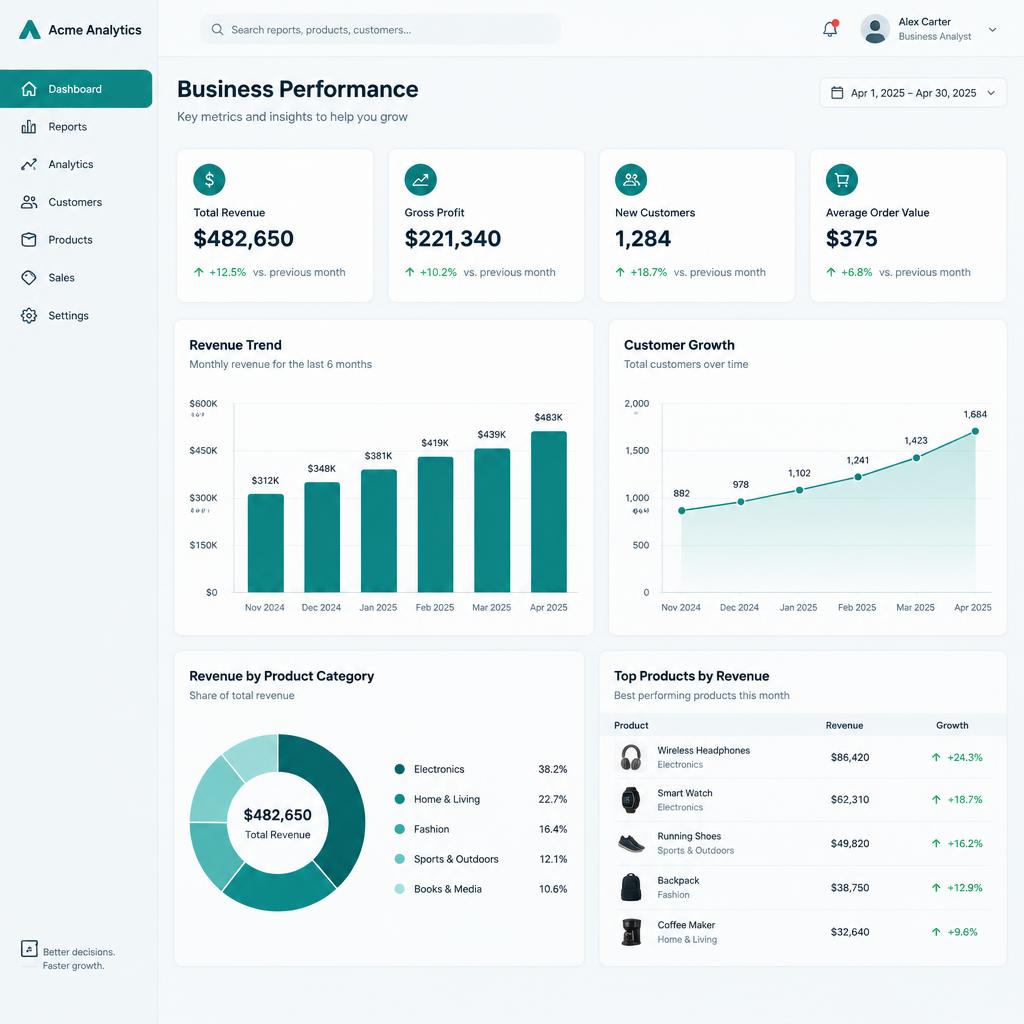 Acme Analytics
Search reports, products, customers...
Alex Carter
Business Analyst
Dashboard
Reports
Analytics
Customers
Products
Sales
Settings
Better decisions.
Faster growth.
Business Performance
Key metrics and insights to help you grow
Apr 1, 2025 – Apr 30, 2025
Total Revenue
$482,650
+12.5% vs. previous month
Gross Profit
$221,340
+10.2% vs. previous month
New Customers
1,284
+18.7% vs. previous month
Average Order Value
$375
+6.8% vs. previous month
Revenue Trend
Monthly revenue for the last 6 months
$600K
$450K
$300K
$150K
$0
$312K
$348K
$381K
$419K
$439K
$483K
Nov 2024
Dec 2024
Jan 2025
Feb 2025
Mar 2025
Apr 2025
Customer Growth
Total customers over time
2,000
1,500
1,000
500
0
882
978
1,102
1,241
1,423
1,684
Nov 2024
Dec 2024
Jan 2025
Feb 2025
Mar 2025
Apr 2025
Revenue by Product Category
Share of total revenue
$482,650
Total Revenue
Electronics 38.2%
Home & Living 22.7%
Fashion 16.4%
Sports & Outdoors 12.1%
Books & Media 10.6%
Top Products by Revenue
Best performing products this month
Product Revenue Growth
Wireless Headphones
Electronics
$86,420 +24.3%
Smart Watch
Electronics
$62,310 +18.7%
Running Shoes
Sports & Outdoors
$49,820 +16.2%
Backpack
Fashion
$38,750 +12.9%
Coffee Maker
Home & Living
$32,640 +9.6%